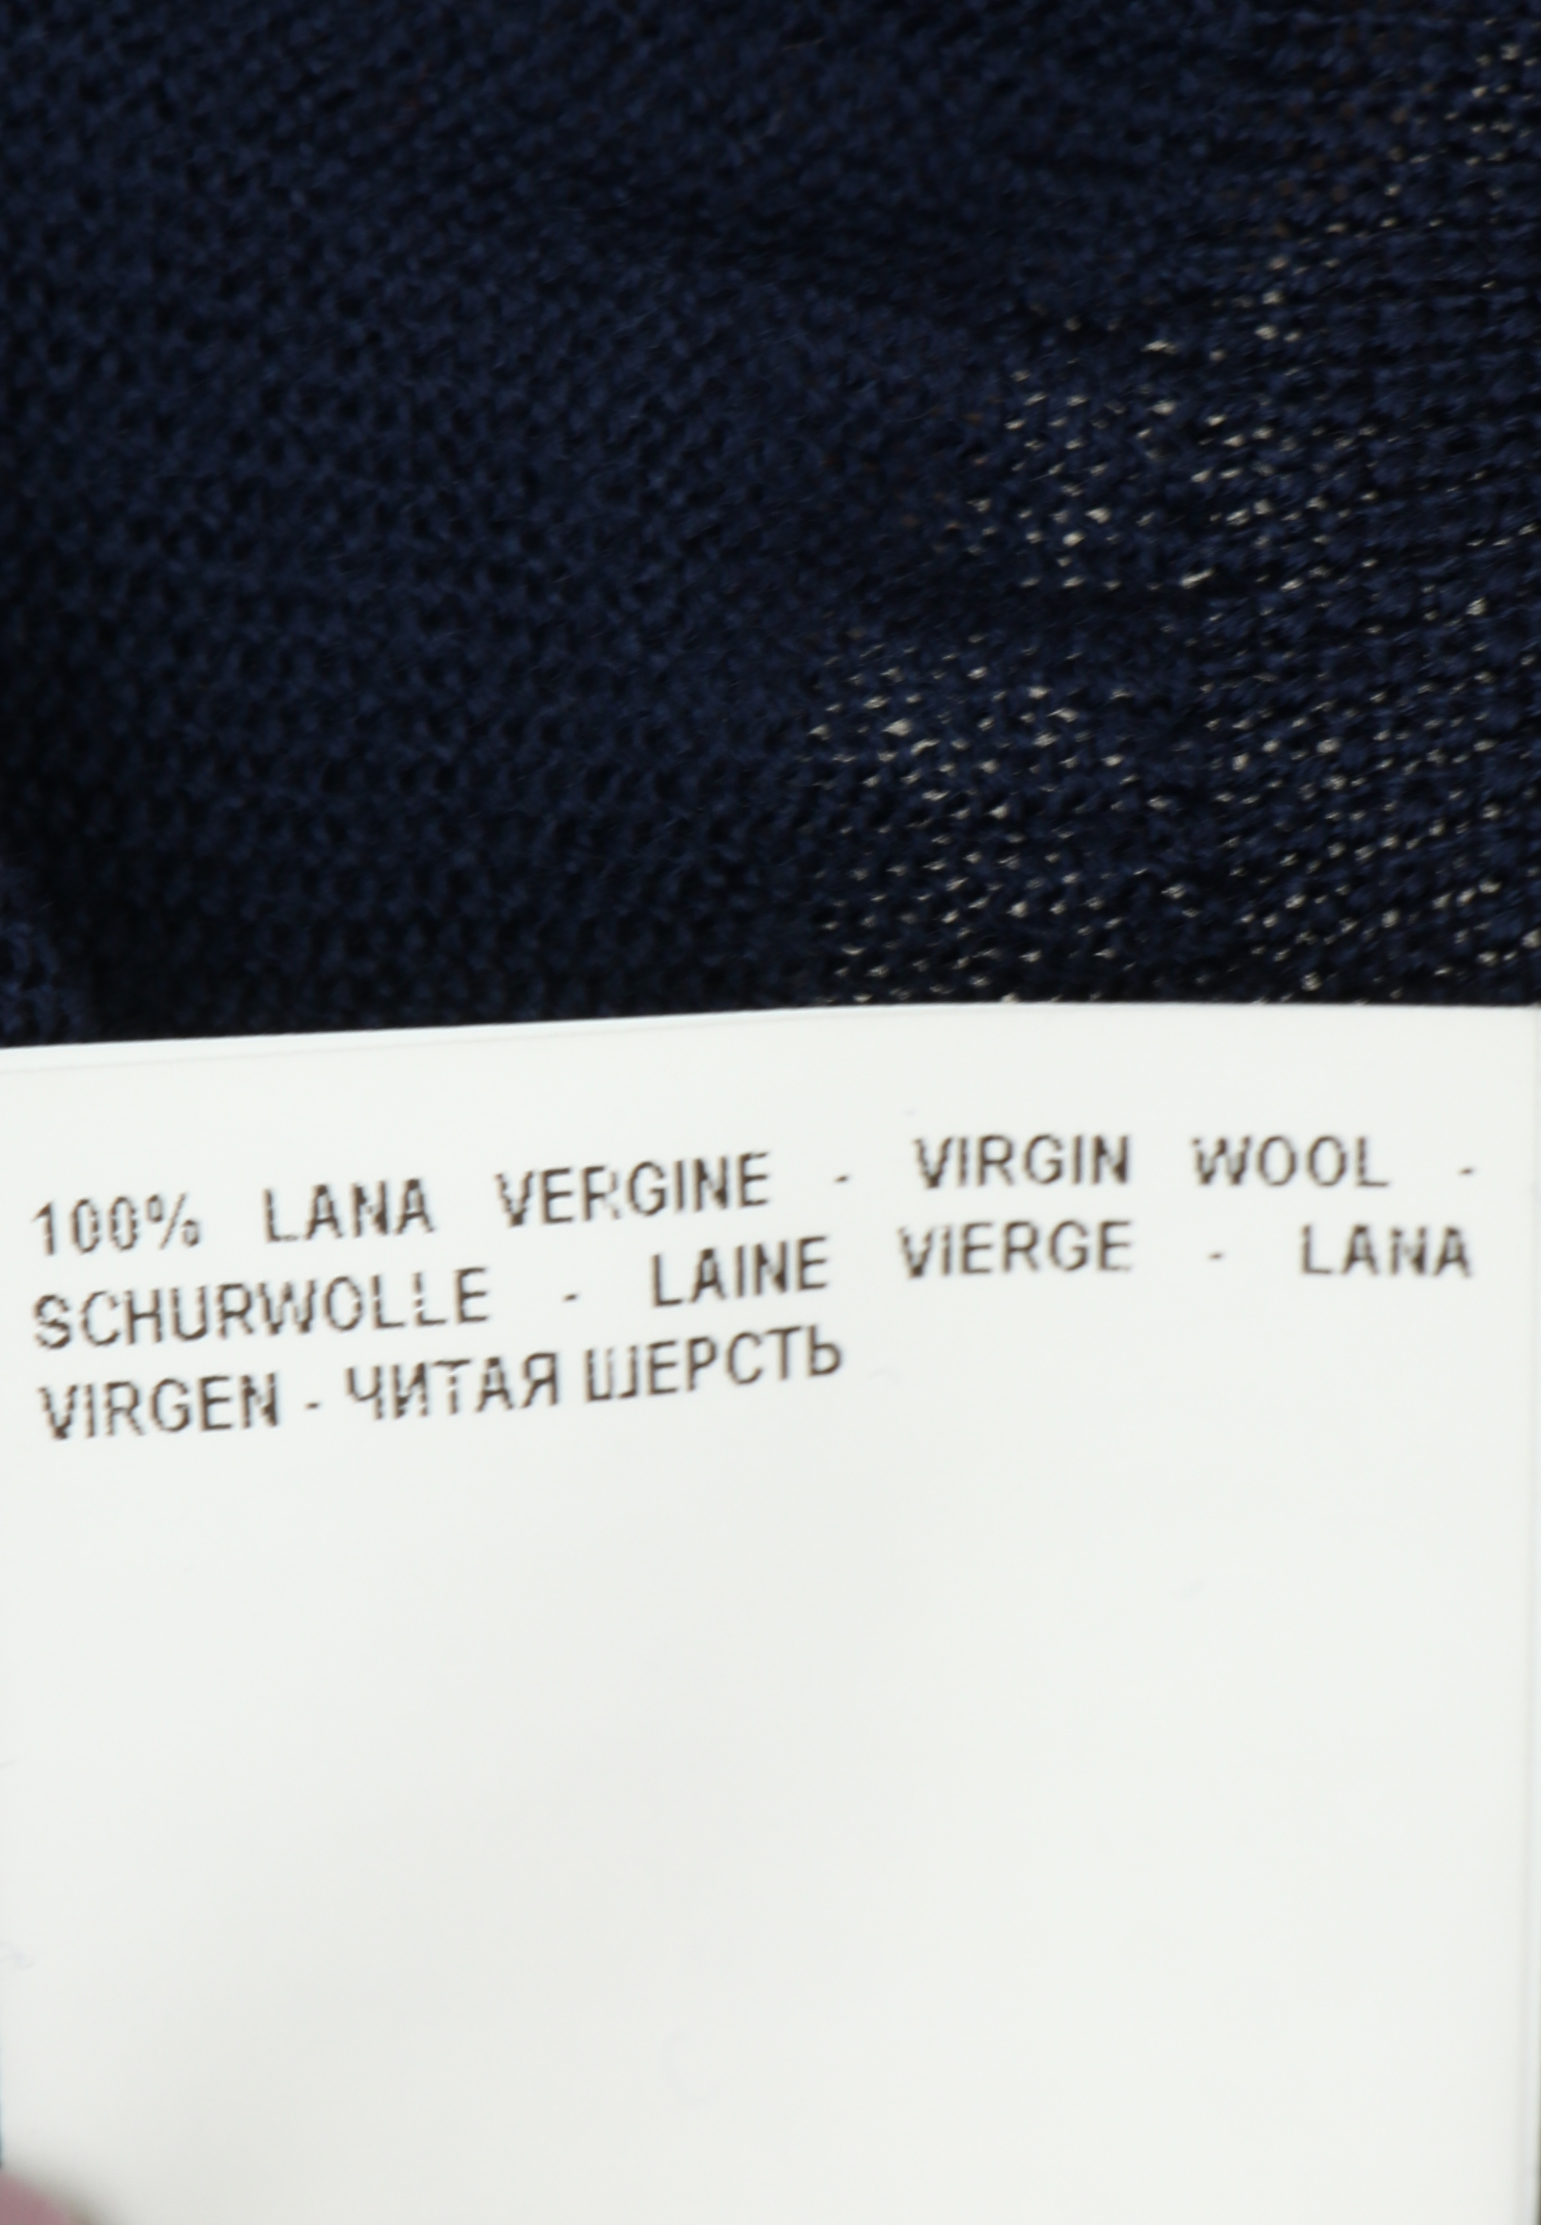 100% LANA VERGINE - VIRGIN WOOL -
SCHURWOLLE - LAINE VIERGE - LANA
VIRGEN - ЧИТАЯ ШЕРСТЬ